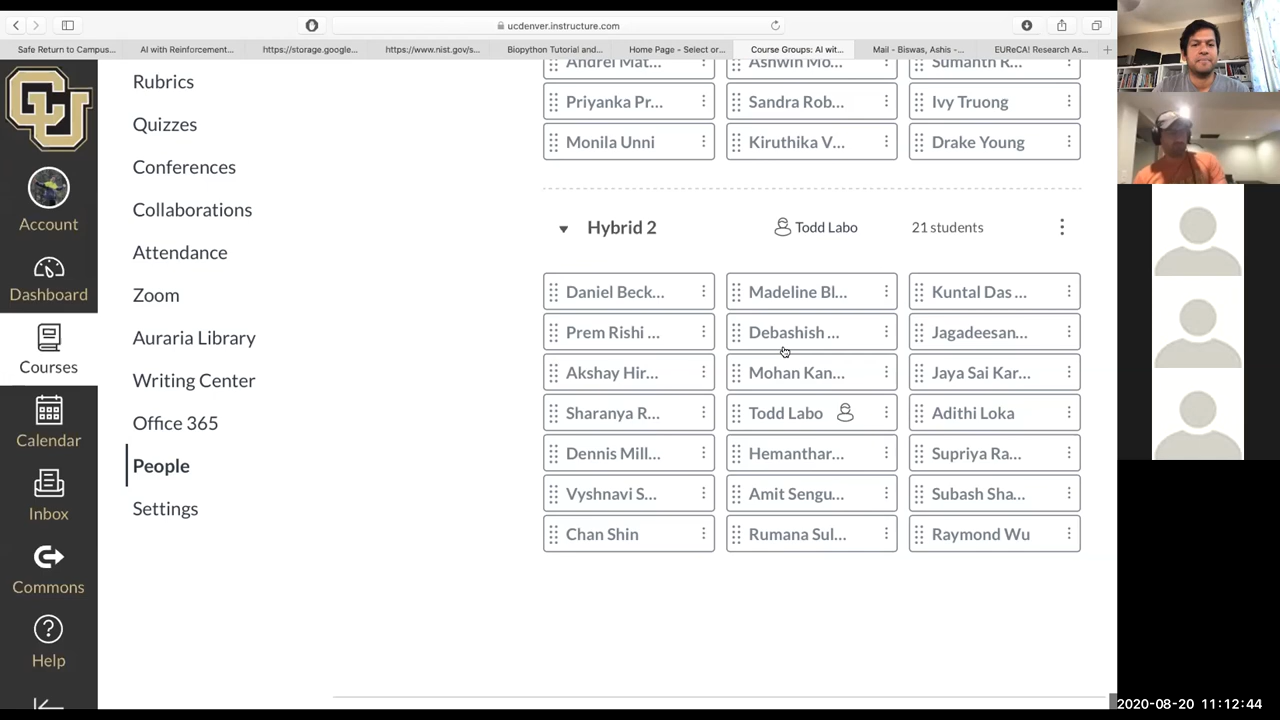 ucdenver.instructure.com
Safe Return to Campus... AI with Reinforcement... https://storage.google... https://www.nist.gov/s... Biopython Tutorial and... Home Page - Select or... Course Groups: AI wit... Mail - Biswas, Ashis -... EUReCA! Research As...
CU
Account
Dashboard
Courses
Calendar
Inbox
Commons
Help
Rubrics
Quizzes
Conferences
Collaborations
Attendance
Zoom
Auraria Library
Writing Center
Office 365
People
Settings
Andrei Mat... Ashwin Mo... Sumanth R...
Priyanka Pr... Sandra Rob... Ivy Truong
Monila Unni Kiruthika V... Drake Young
Hybrid 2 Todd Labo 21 students
Daniel Beck... Madeline Bl... Kuntal Das ...
Prem Rishi ... Debashish ... Jagadeesan...
Akshay Hir... Mohan Kan... Jaya Sai Kar...
Sharanya R... Todd Labo Adithi Loka
Dennis Mill... Hemanthar... Supriya Ra...
Vyshnavi S... Amit Sengu... Subash Sha...
Chan Shin Rumana Sul... Raymond Wu
2020-08-20 11:12:44